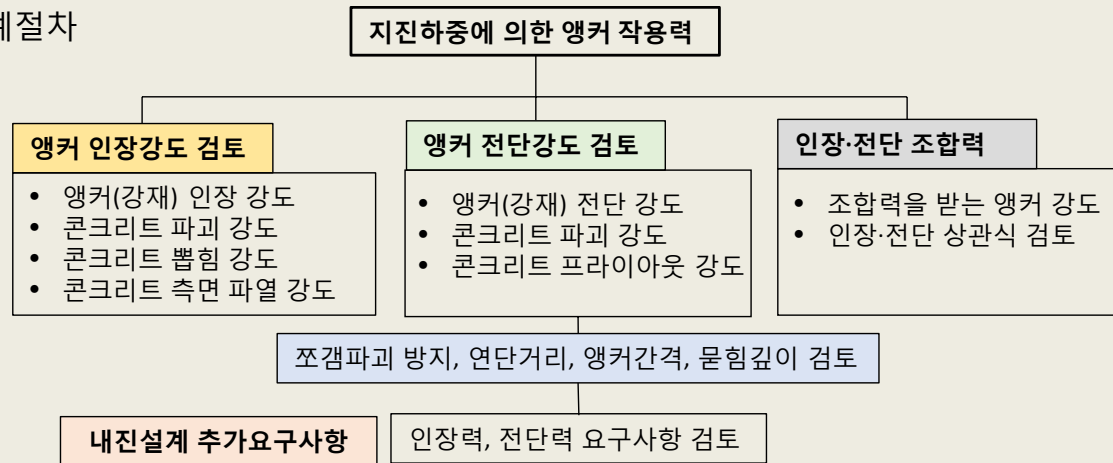 계절차
지진하중에 의한 앵커 작용력
앵커 인장강도 검토
• 앵커(강재) 인장 강도
• 콘크리트 파괴 강도
• 콘크리트 뽑힘 강도
• 콘크리트 측면 파열 강도
앵커 전단강도 검토
• 앵커(강재) 전단 강도
• 콘크리트 파괴 강도
• 콘크리트 프라이아웃 강도
인장·전단 조합력
• 조합력을 받는 앵커 강도
• 인장·전단 상관식 검토
쪼갬파괴 방지, 연단거리, 앵커간격, 묻힘깊이 검토
내진설계 추가요구사항
인장력, 전단력 요구사항 검토